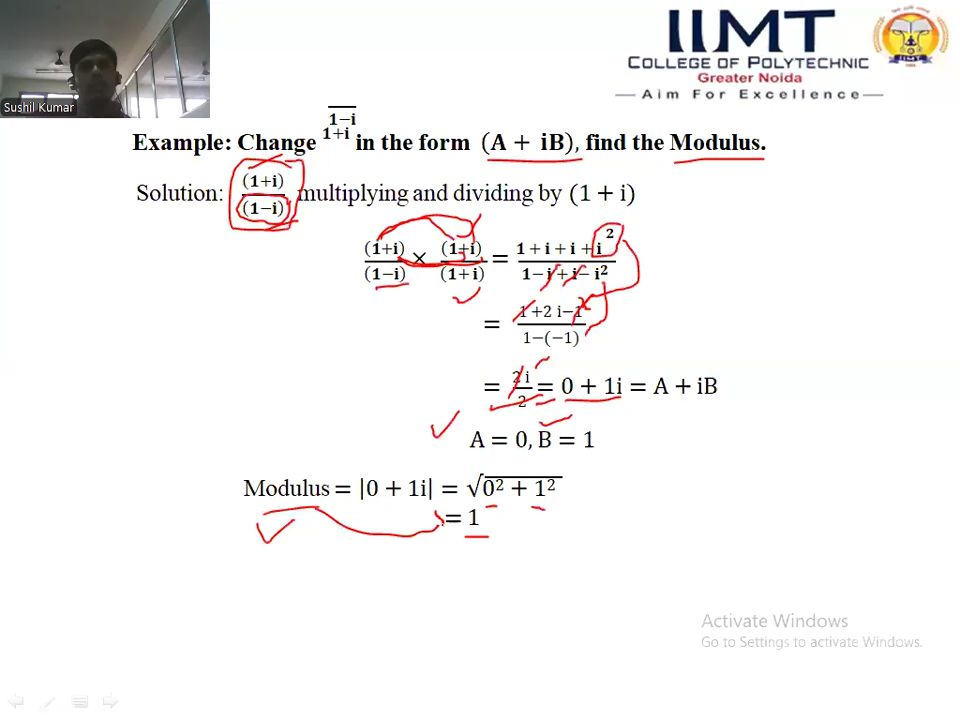 IIMT
COLLEGE OF POLYTECHNIC
Greater Noida
Aim For Excellence
IIMT
Sushil Kumar
Example: Change 1+i / 1−i in the form (A + iB), find the Modulus.
Solution: (1+i) / (1−i) multiplying and dividing by (1 + i)
(1+i)/(1−i) × (1+i)/(1+i) = (1 + i + i + i²)/(1 − i + i − i²)
= (1 + 2 i − 1)/(1−(−1))
= 2 i/2 = 0 + 1i = A + iB
A = 0, B = 1
Modulus = |0 + 1i| = √0² + 1²
= 1
Activate Windows
Go to Settings to activate Windows.